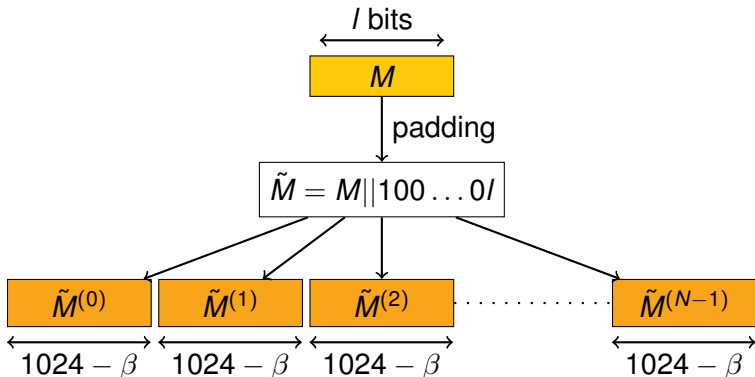 l bits
M
padding
M̃ = M||100 . . . 0l
M̃(0) M̃(1) M̃(2) M̃(N−1)
1024 − β 1024 − β 1024 − β 1024 − β